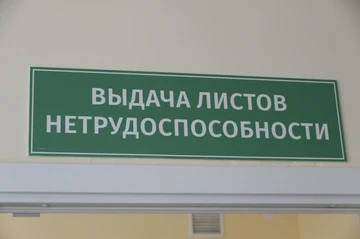 ВЫДАЧА ЛИСТОВ
НЕТРУДОСПОСОБНОСТИ